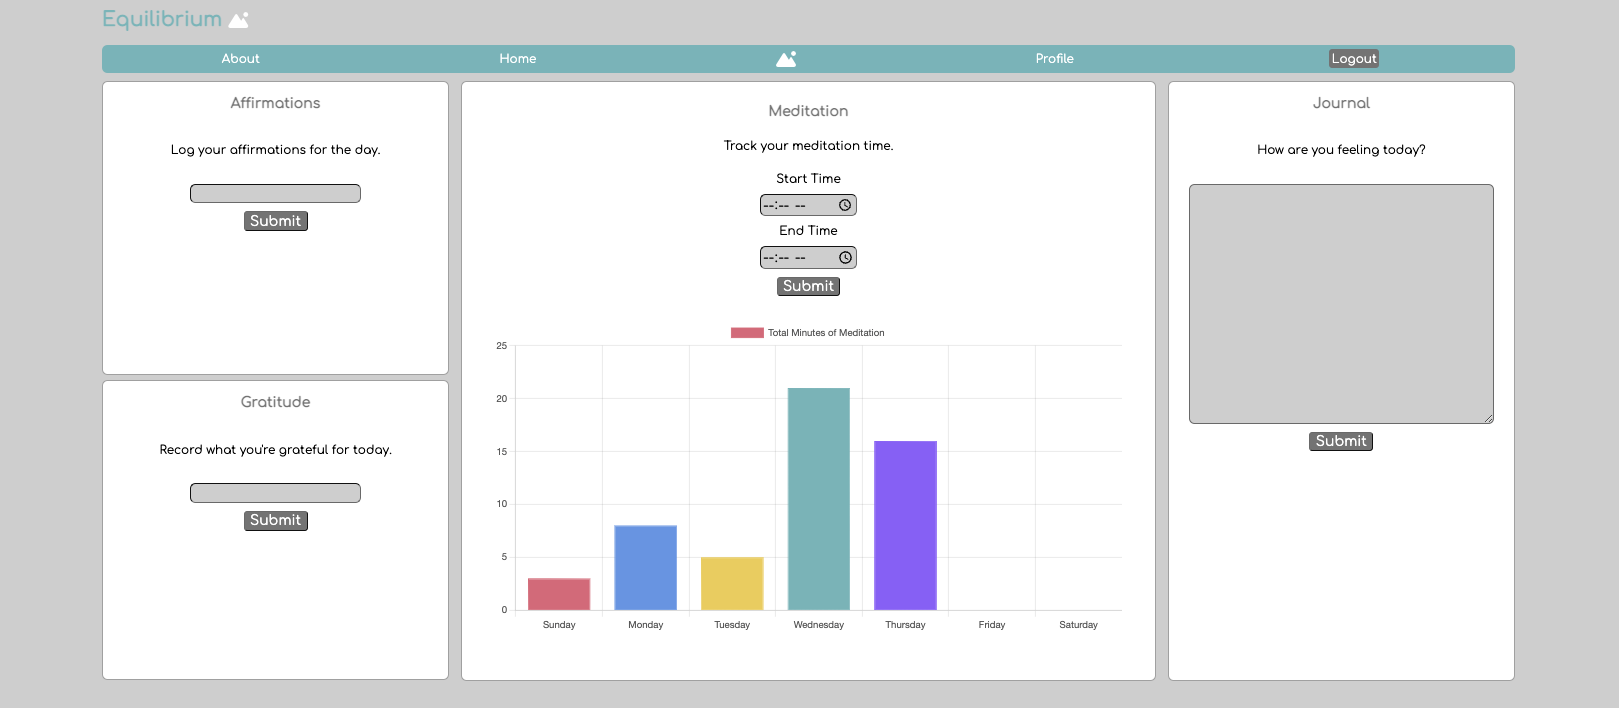 Equilibrium
About Home Profile Logout
Affirmations
Log your affirmations for the day.
Submit
Gratitude
Record what you're grateful for today.
Submit
Meditation
Track your meditation time.
Start Time
--:-- --
End Time
--:-- --
Submit
Total Minutes of Meditation
25
20
15
10
5
0
Sunday Monday Tuesday Wednesday Thursday Friday Saturday
Journal
How are you feeling today?
Submit